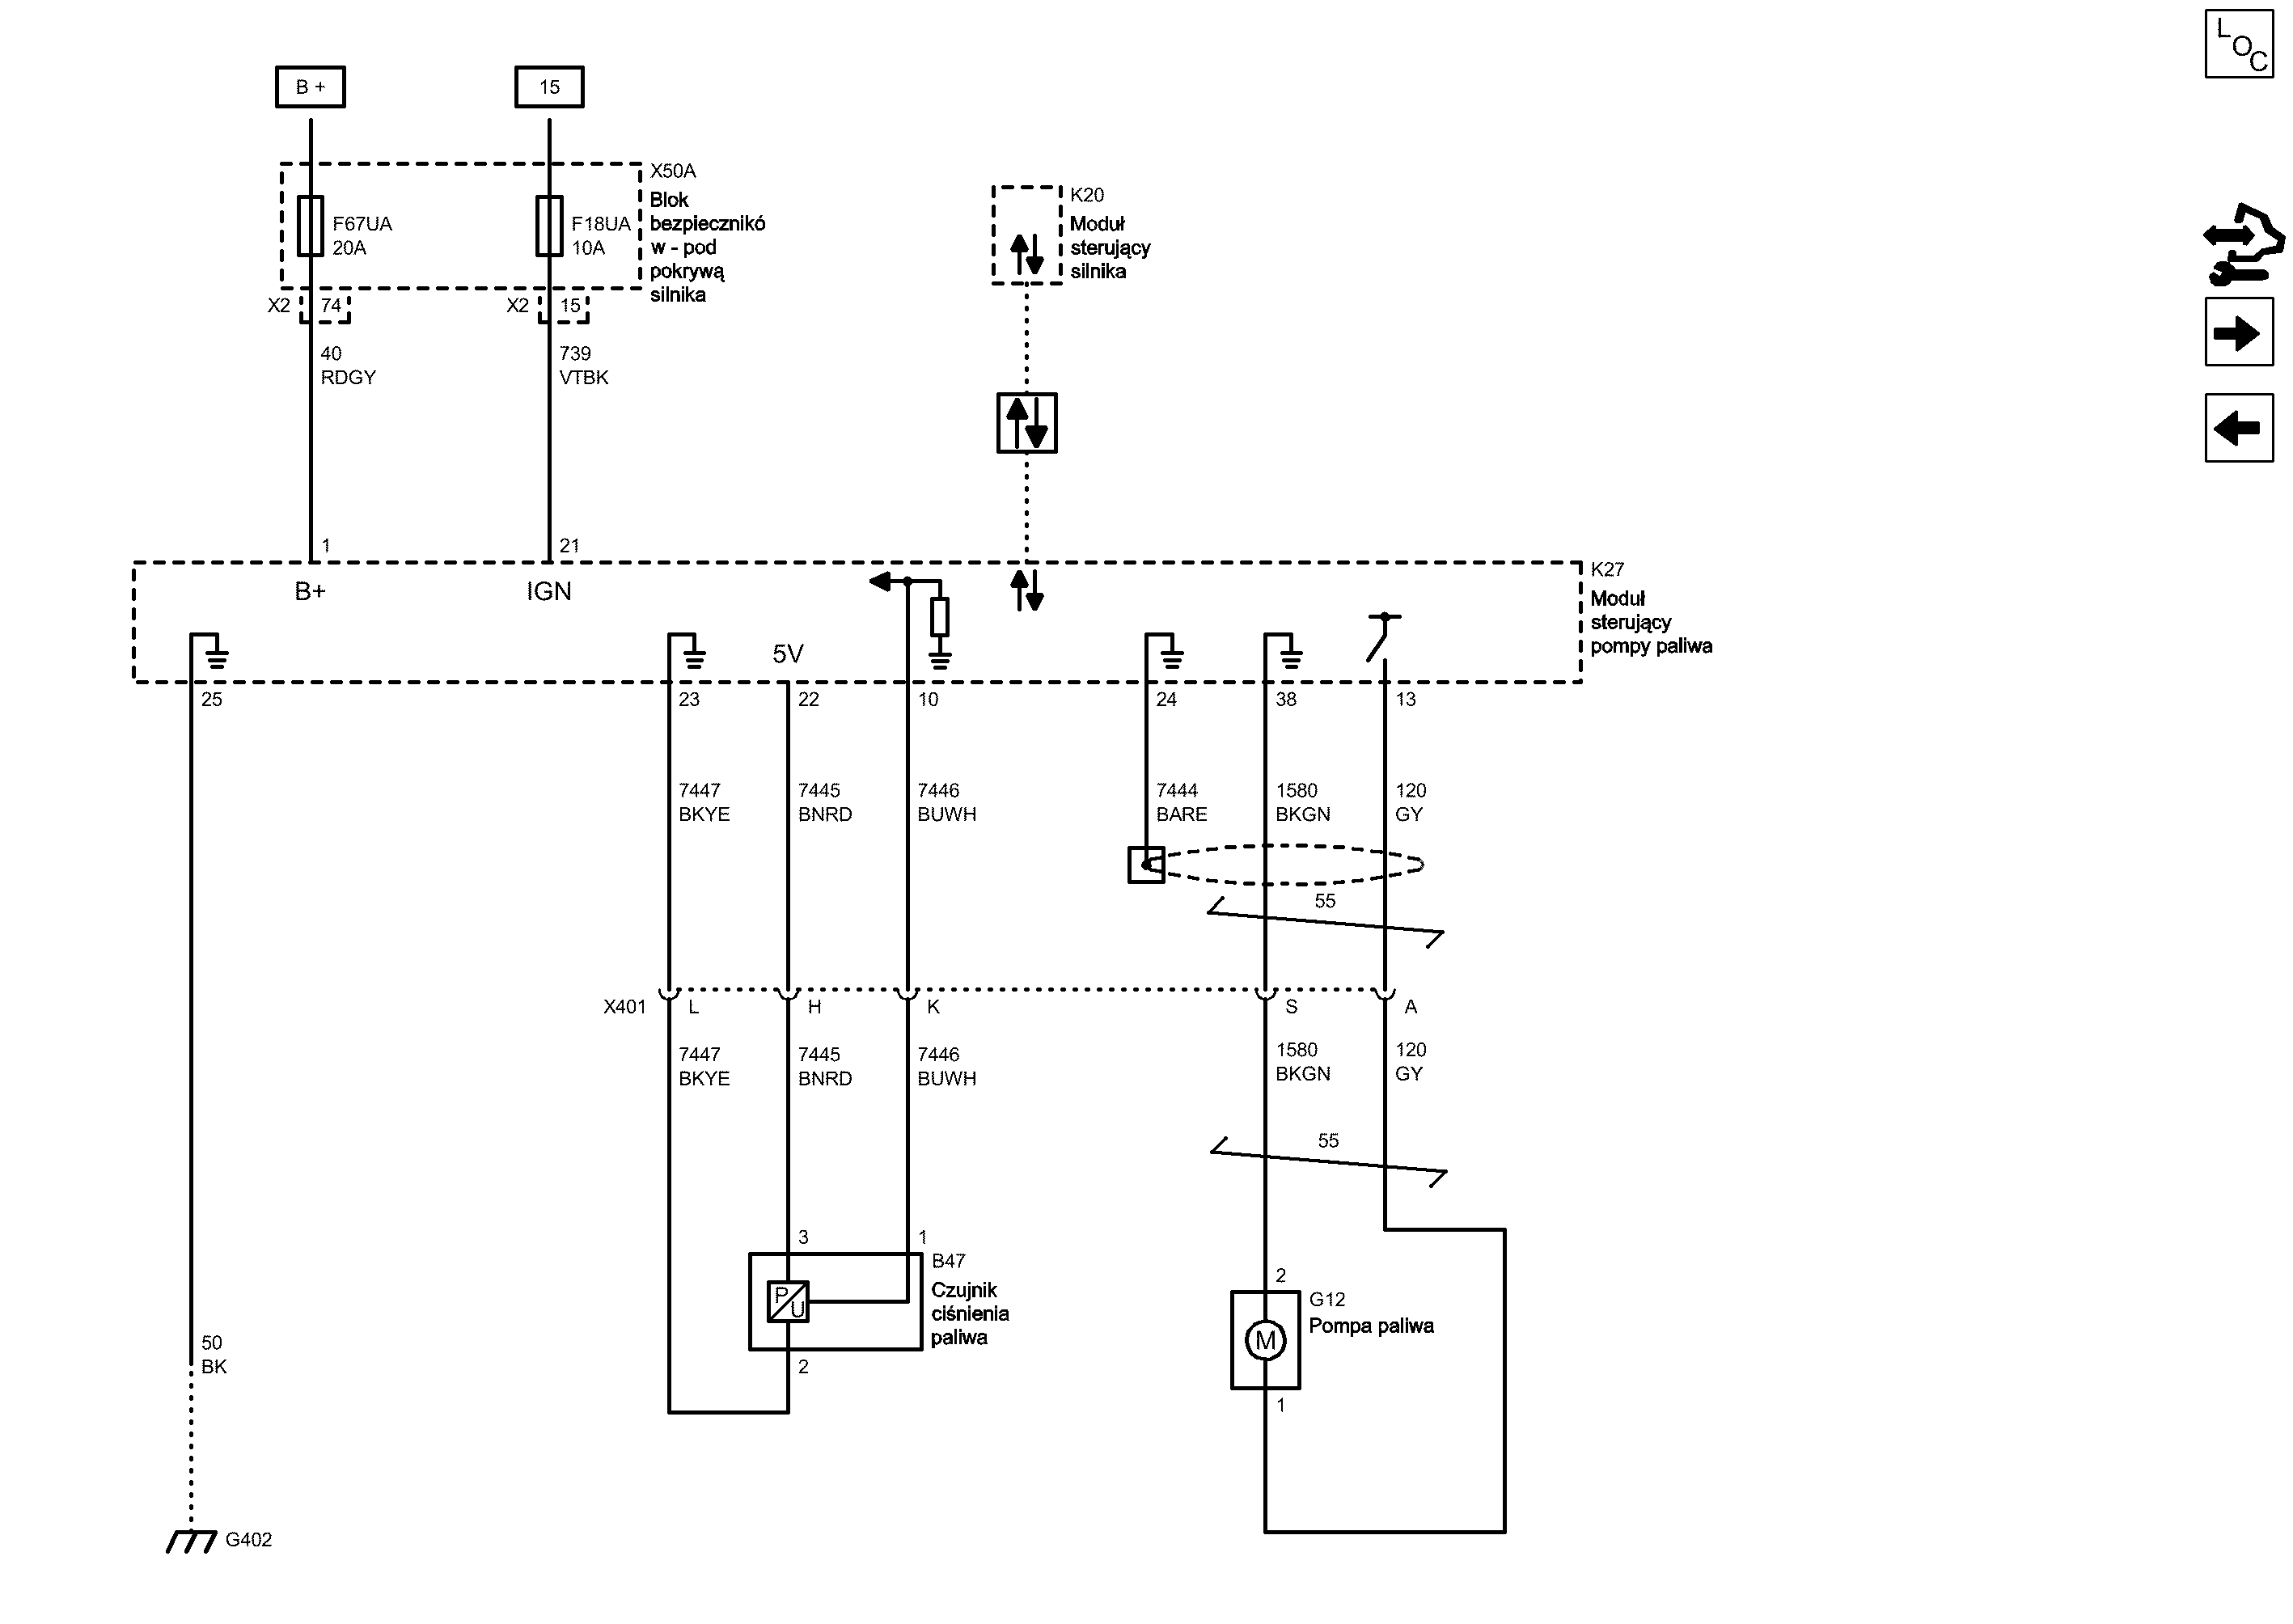 LOC
B +
15
X50A
Blok
bezpiecznikó
w - pod
pokrywą
silnika
F67UA
20A
F18UA
10A
K20
Moduł
sterujący
silnika
X2
74
X2
15
40
RDGY
739
VTBK
1
21
B+
IGN
K27
Moduł
sterujący
pompy paliwa
5V
25
23
22
10
24
38
13
7447
BKYE
7445
BNRD
7446
BUWH
7444
BARE
1580
BKGN
120
GY
55
X401
L
H
K
S
A
7447
BKYE
7445
BNRD
7446
BUWH
1580
BKGN
120
GY
55
3
1
B47
Czujnik
ciśnienia
paliwa
P
U
2
2
G12
Pompa paliwa
M
1
50
BK
G402